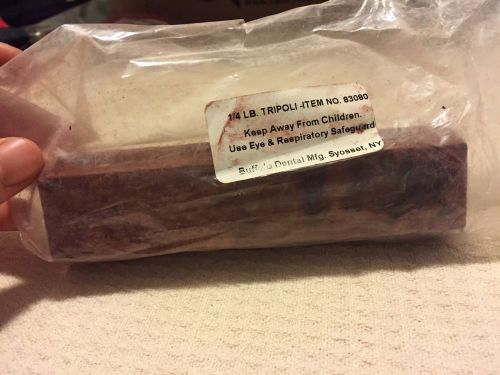 1/4 LB. TRIPOLI -ITEM NO. 83080
Keep Away From Children.
Use Eye & Respiratory Safeguard
Buffalo Dental Mfg. Syosset, NY